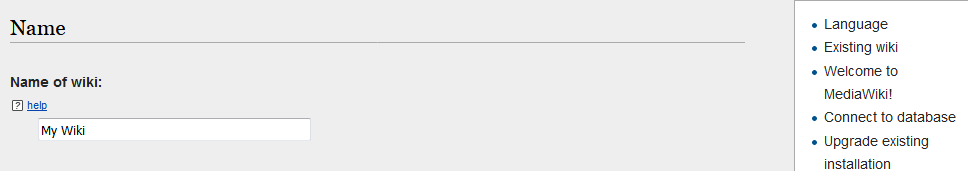 Name
Name of wiki:
? help
My Wiki
Language
Existing wiki
Welcome to
MediaWiki!
Connect to database
Upgrade existing
installation